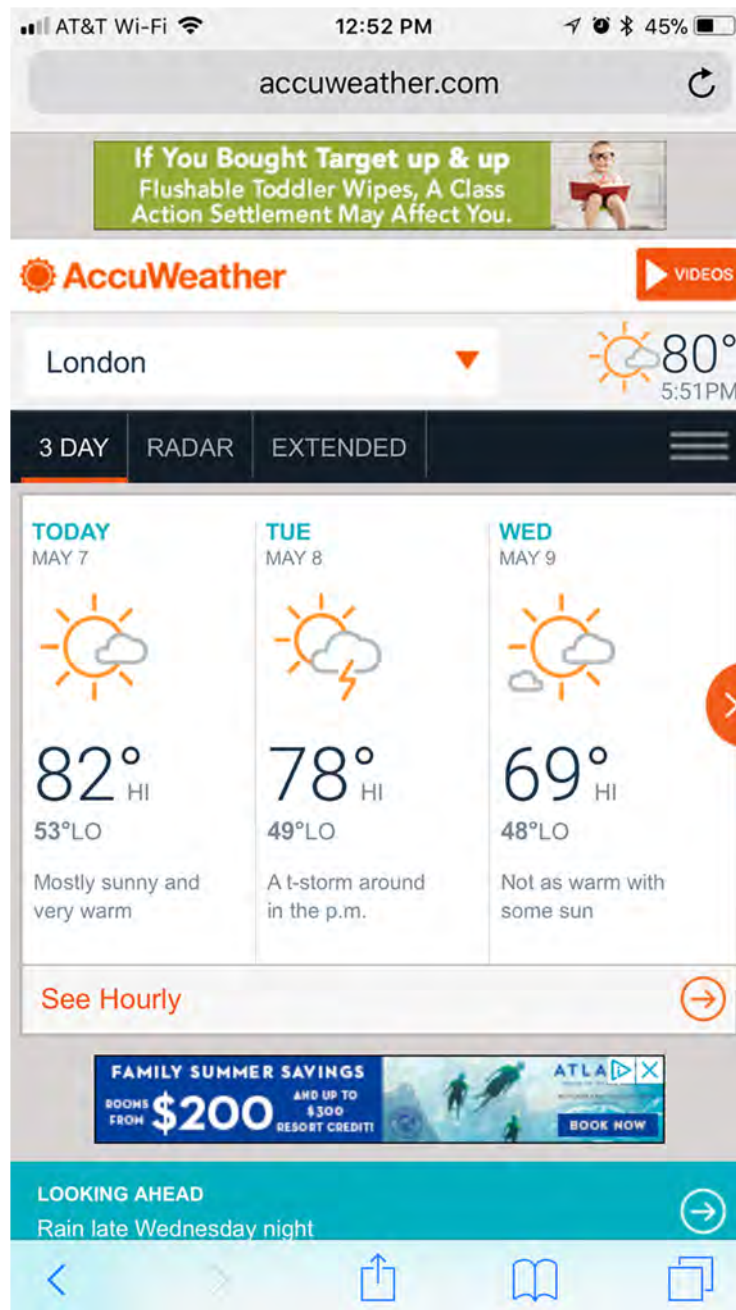 AT&T Wi-Fi 12:52 PM 45%
accuweather.com
If You Bought Target up & up
Flushable Toddler Wipes, A Class
Action Settlement May Affect You.
AccuWeather
VIDEOS
London
80°
5:51PM
3 DAY RADAR EXTENDED
TODAY
MAY 7
82° HI
53°LO
Mostly sunny and
very warm
TUE
MAY 8
78° HI
49°LO
A t-storm around
in the p.m.
WED
MAY 9
69° HI
48°LO
Not as warm with
some sun
See Hourly
FAMILY SUMMER SAVINGS
ROOMS FROM $200 AND UP TO $300 RESORT CREDIT!
ATLA
BOOK NOW
LOOKING AHEAD
Rain late Wednesday night